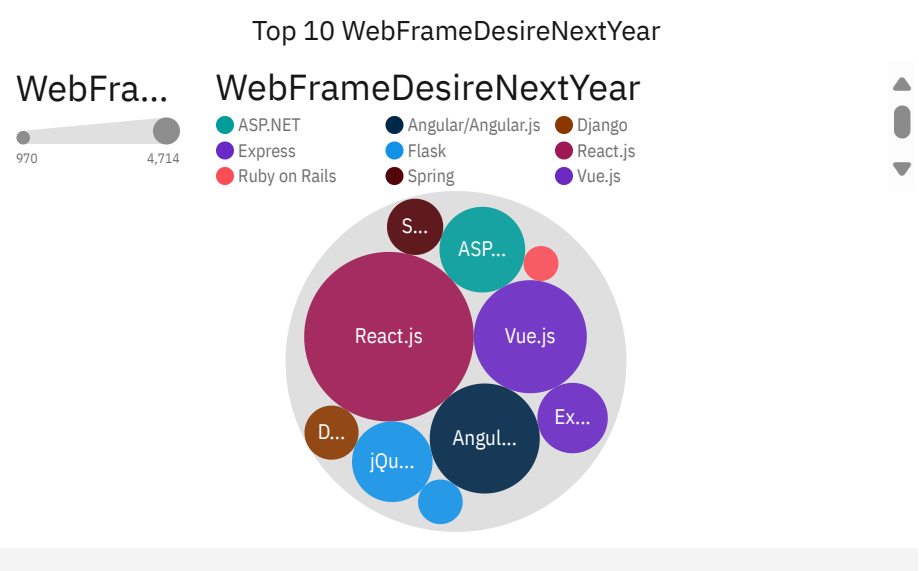 Top 10 WebFrameDesireNextYear
WebFra...
970 4,714
WebFrameDesireNextYear
ASP.NET Angular/Angular.js Django
Express Flask React.js
Ruby on Rails Spring Vue.js
S...
ASP...
React.js
Vue.js
Ex...
D...
Angul...
jQu...